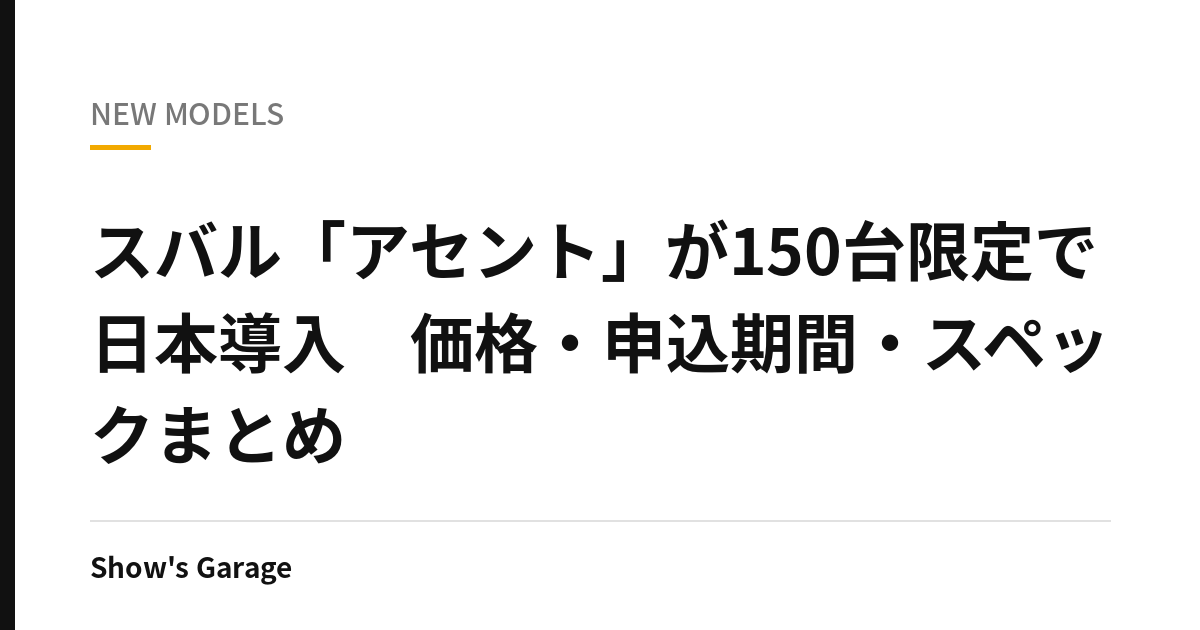 NEW MODELS
スバル「アセント」が150台限定で
日本導入　価格・申込期間・スペッ
クまとめ
Show's Garage